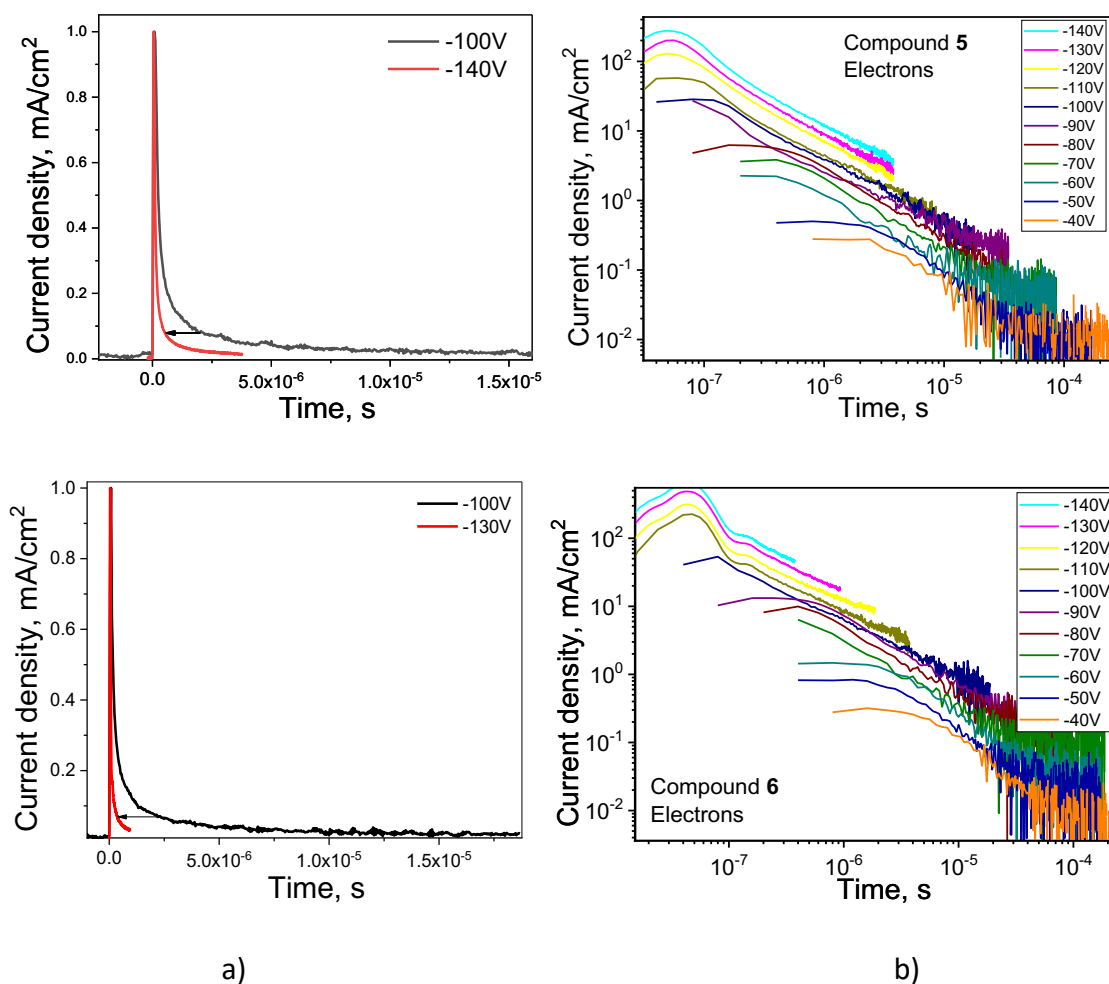 -100V
-140V
1.0
0.8
0.6
0.4
0.2
0.0
Current density, mA/cm²
0.0
5.0x10⁻⁶
1.0x10⁻⁵
1.5x10⁻⁵
Time, s
Compound 5
Electrons
-140V
-130V
-120V
-110V
-100V
-90V
-80V
-70V
-60V
-50V
-40V
10²
10¹
10⁰
10⁻¹
10⁻²
Current density, mA/cm²
10⁻⁷
10⁻⁶
10⁻⁵
10⁻⁴
Time, s
-100V
-130V
1.0
0.8
0.6
0.4
0.2
Current density, mA/cm²
0.0
5.0x10⁻⁶
1.0x10⁻⁵
1.5x10⁻⁵
Time, s
-140V
-130V
-120V
-110V
-100V
-90V
-80V
-70V
-60V
-50V
-40V
Compound 6
Electrons
10²
10¹
10⁰
10⁻¹
10⁻²
Current density, mA/cm²
10⁻⁷
10⁻⁶
10⁻⁵
10⁻⁴
Time, s
a)
b)